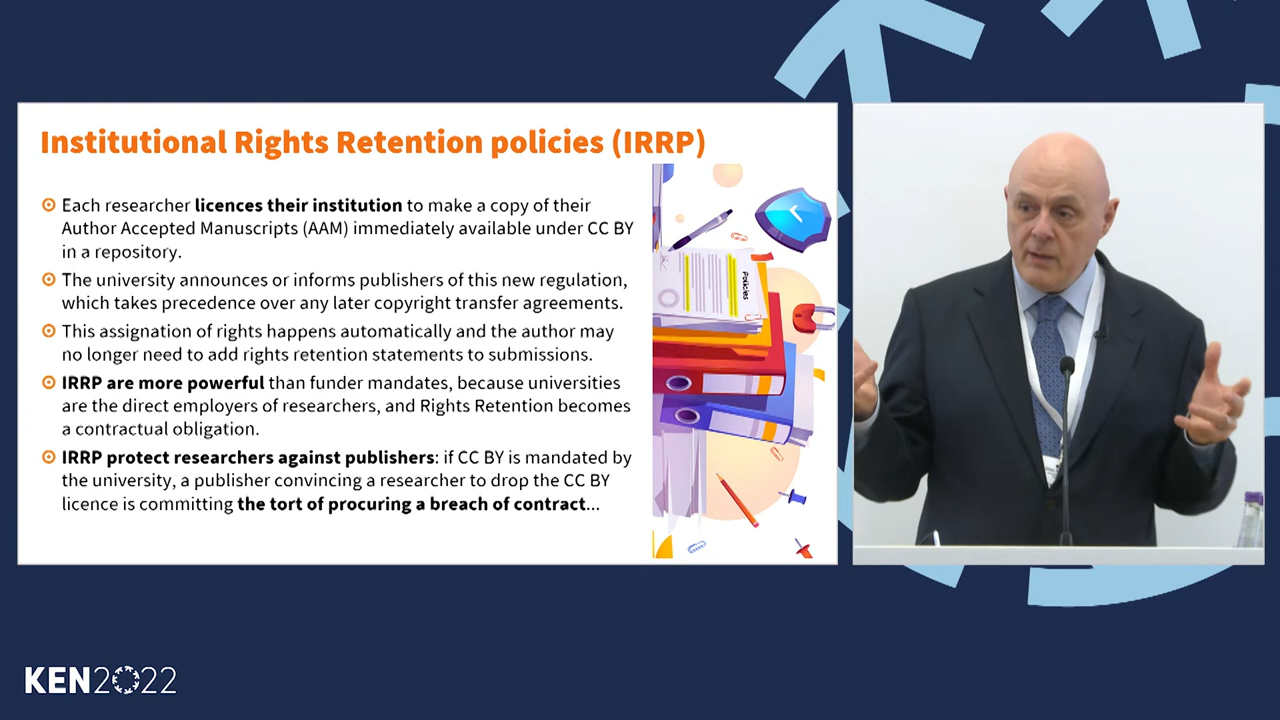 Institutional Rights Retention policies (IRRP)
Each researcher licences their institution to make a copy of their
Author Accepted Manuscripts (AAM) immediately available under CC BY
in a repository.
The university announces or informs publishers of this new regulation,
which takes precedence over any later copyright transfer agreements.
This assignation of rights happens automatically and the author may
no longer need to add rights retention statements to submissions.
IRRP are more powerful than funder mandates, because universities
are the direct employers of researchers, and Rights Retention becomes
a contractual obligation.
IRRP protect researchers against publishers: if CC BY is mandated by
the university, a publisher convincing a researcher to drop the CC BY
licence is committing the tort of procuring a breach of contract...
Policies
KEN2022